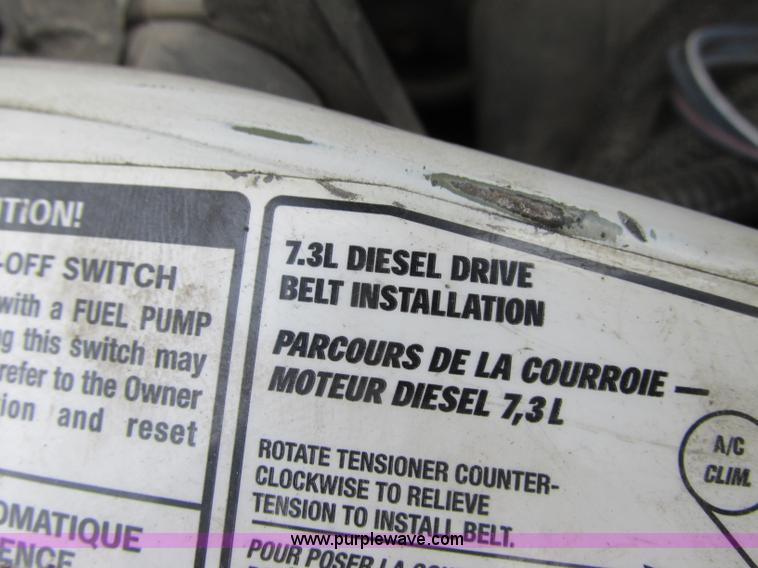 TION!
-OFF SWITCH
with a FUEL PUMP
this switch may
refer to the Owner
and reset
7.3L DIESEL DRIVE
BELT INSTALLATION
PARCOURS DE LA COURROIE —
MOTEUR DIESEL 7,3 L
ROTATE TENSIONER COUNTER-
CLOCKWISE TO RELIEVE
TENSION TO INSTALL BELT.
A/C
CLIM.
OMATIQUE
ENCE
POUR POSER LA
www.purplewave.com